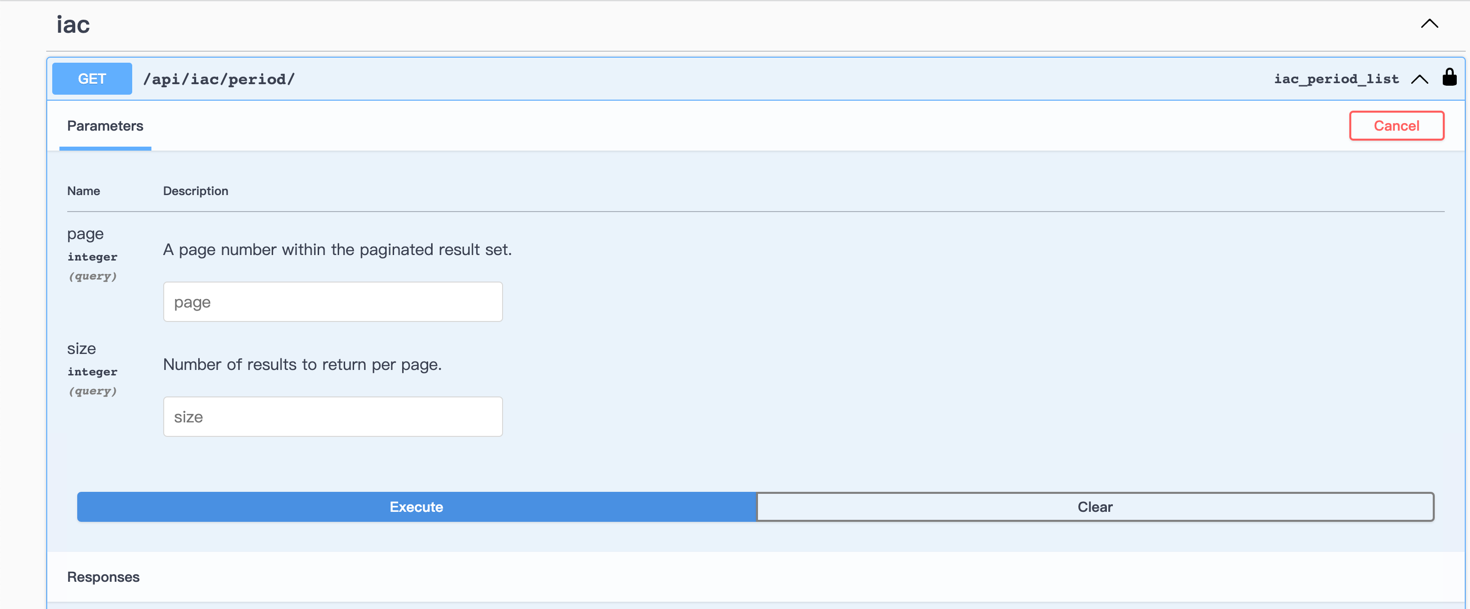 iac
GET /api/iac/period/ iac_period_list
Parameters Cancel
Name Description
page
integer
(query)
A page number within the paginated result set.
page
size
integer
(query)
Number of results to return per page.
size
Execute Clear
Responses